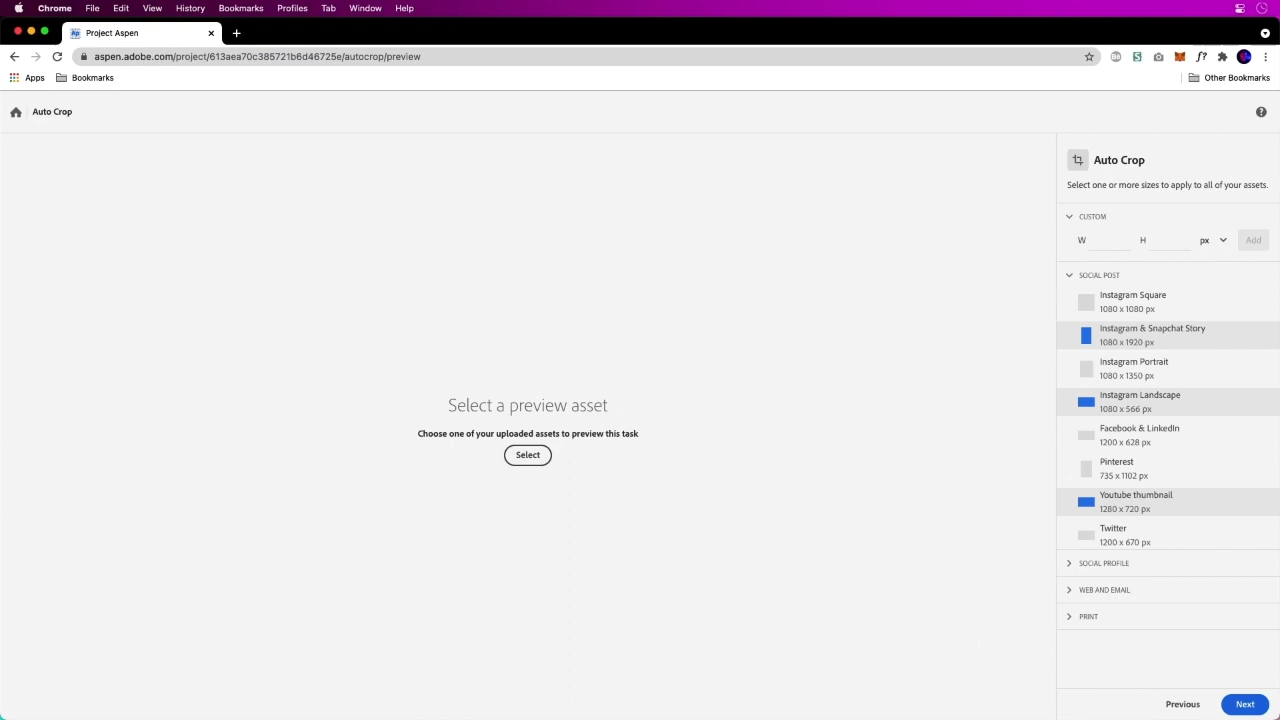 Chrome File Edit View History Bookmarks Profiles Tab Window Help
Ap Project Aspen
aspen.adobe.com/project/613aea70c385721b6d46725e/autocrop/preview
Apps Bookmarks Other Bookmarks
Auto Crop
Auto Crop
Select one or more sizes to apply to all of your assets.
CUSTOM
W H px Add
SOCIAL POST
Instagram Square
1080 x 1080 px
Instagram & Snapchat Story
1080 x 1920 px
Instagram Portrait
1080 x 1350 px
Instagram Landscape
1080 x 566 px
Facebook & LinkedIn
1200 x 628 px
Pinterest
735 x 1102 px
Youtube thumbnail
1280 x 720 px
Twitter
1200 x 670 px
SOCIAL PROFILE
WEB AND EMAIL
PRINT
Select a preview asset
Choose one of your uploaded assets to preview this task
Select
Previous Next